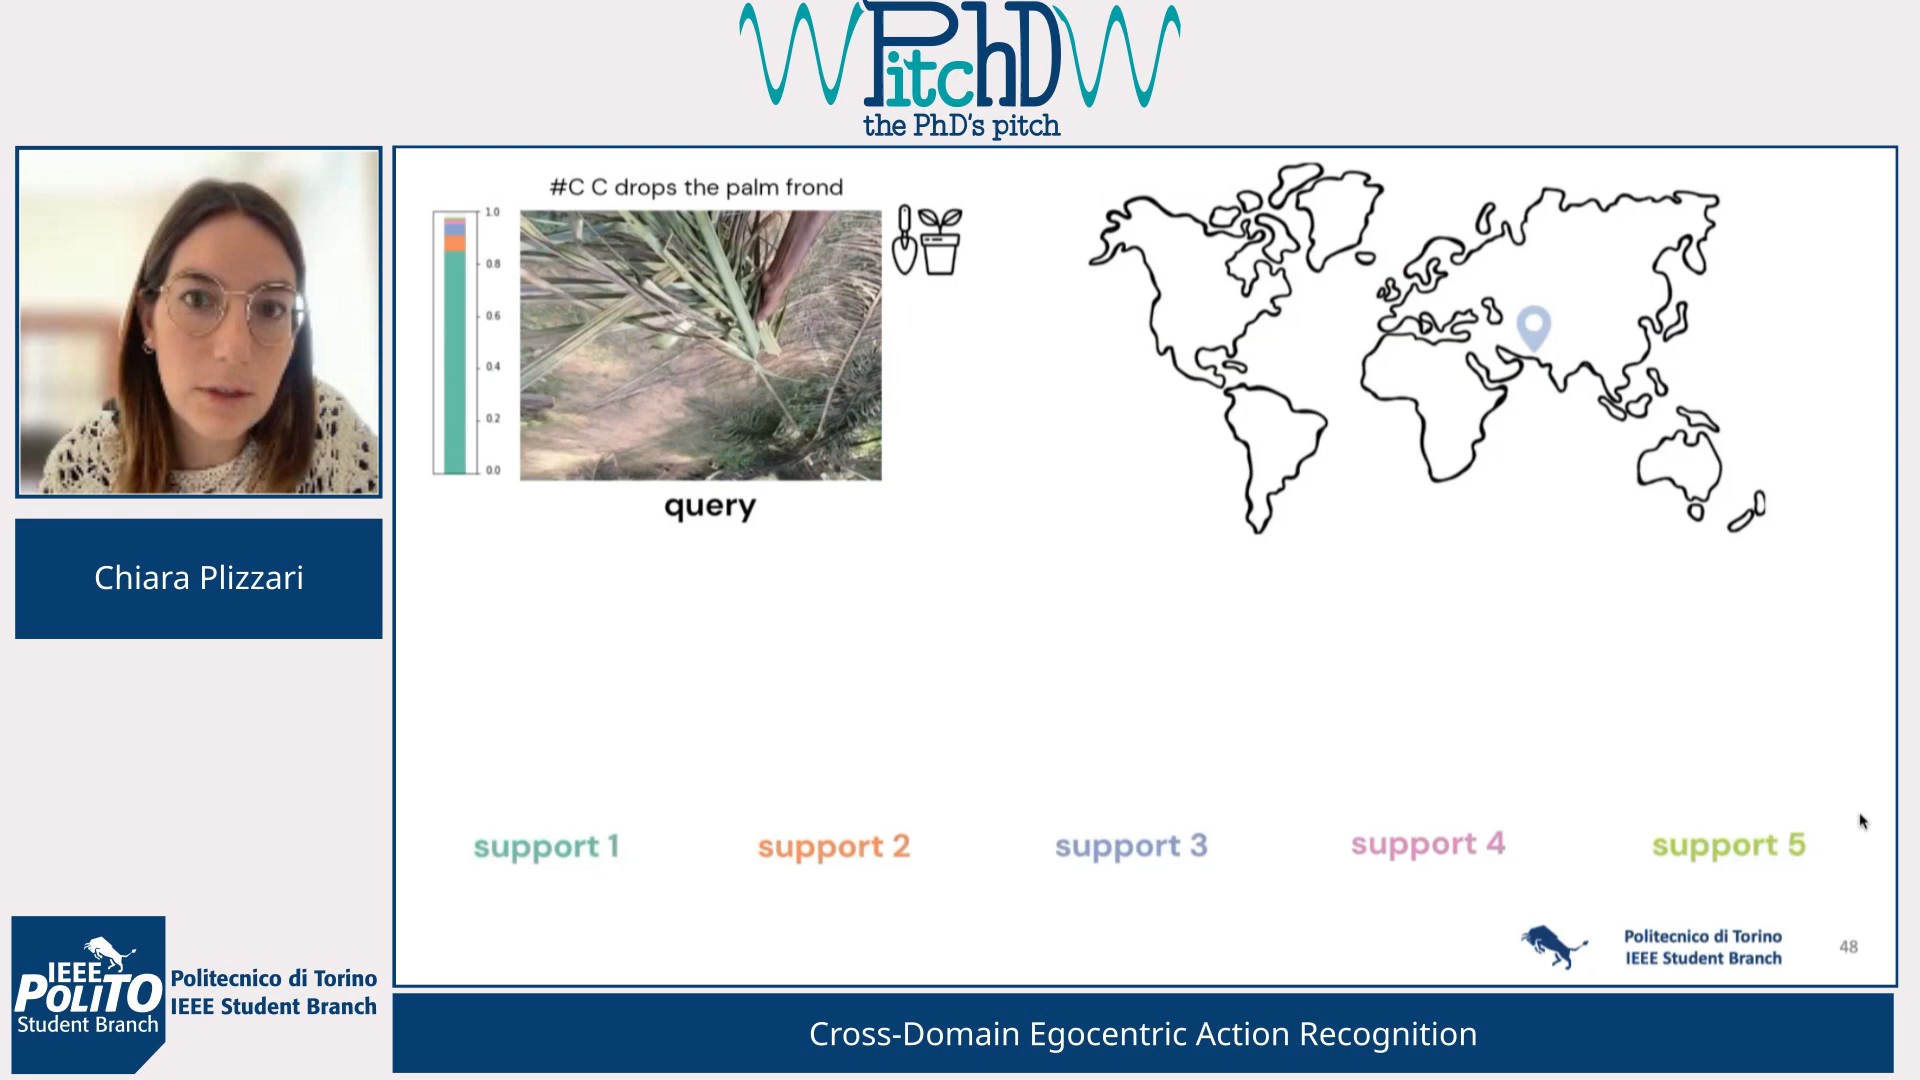 WPitchDW
the PhD's pitch
#C C drops the palm frond
1.0
0.8
0.6
0.4
0.2
0.0
query
Chiara Plizzari
support 1
support 2
support 3
support 4
support 5
Politecnico di Torino
IEEE Student Branch
48
IEEE
POLITO
Student Branch
Politecnico di Torino
IEEE Student Branch
Cross-Domain Egocentric Action Recognition